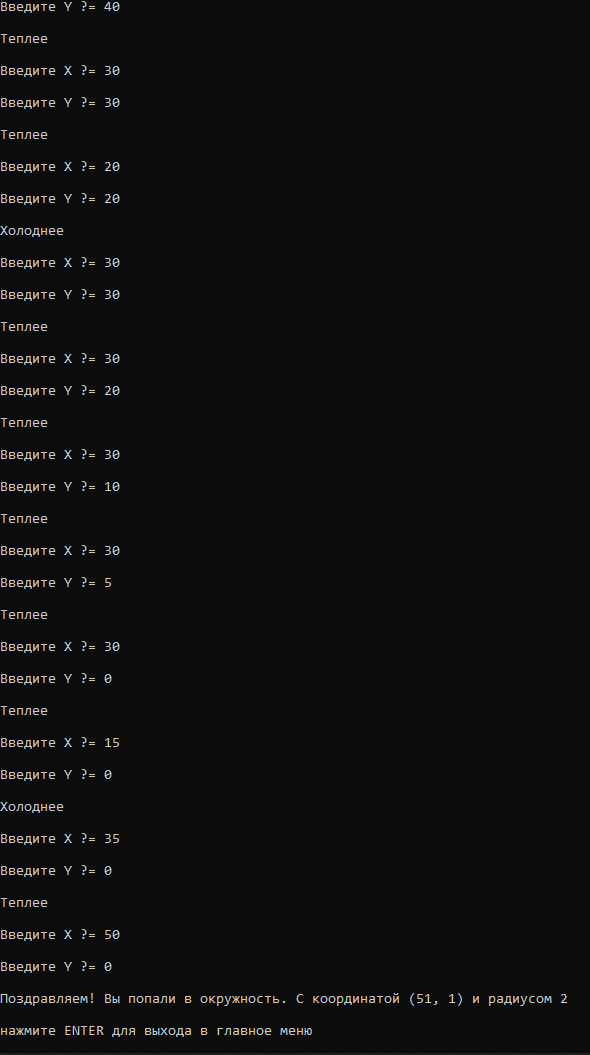 Введите Y ?= 40
Теплее
Введите X ?= 30
Введите Y ?= 30
Теплее
Введите X ?= 20
Введите Y ?= 20
Холоднее
Введите X ?= 30
Введите Y ?= 30
Теплее
Введите X ?= 30
Введите Y ?= 20
Теплее
Введите X ?= 30
Введите Y ?= 10
Теплее
Введите X ?= 30
Введите Y ?= 5
Теплее
Введите X ?= 30
Введите Y ?= 0
Теплее
Введите X ?= 15
Введите Y ?= 0
Холоднее
Введите X ?= 35
Введите Y ?= 0
Теплее
Введите X ?= 50
Введите Y ?= 0
Поздравляем! Вы попали в окружность. С координатой (51, 1) и радиусом 2
нажмите ENTER для выхода в главное меню